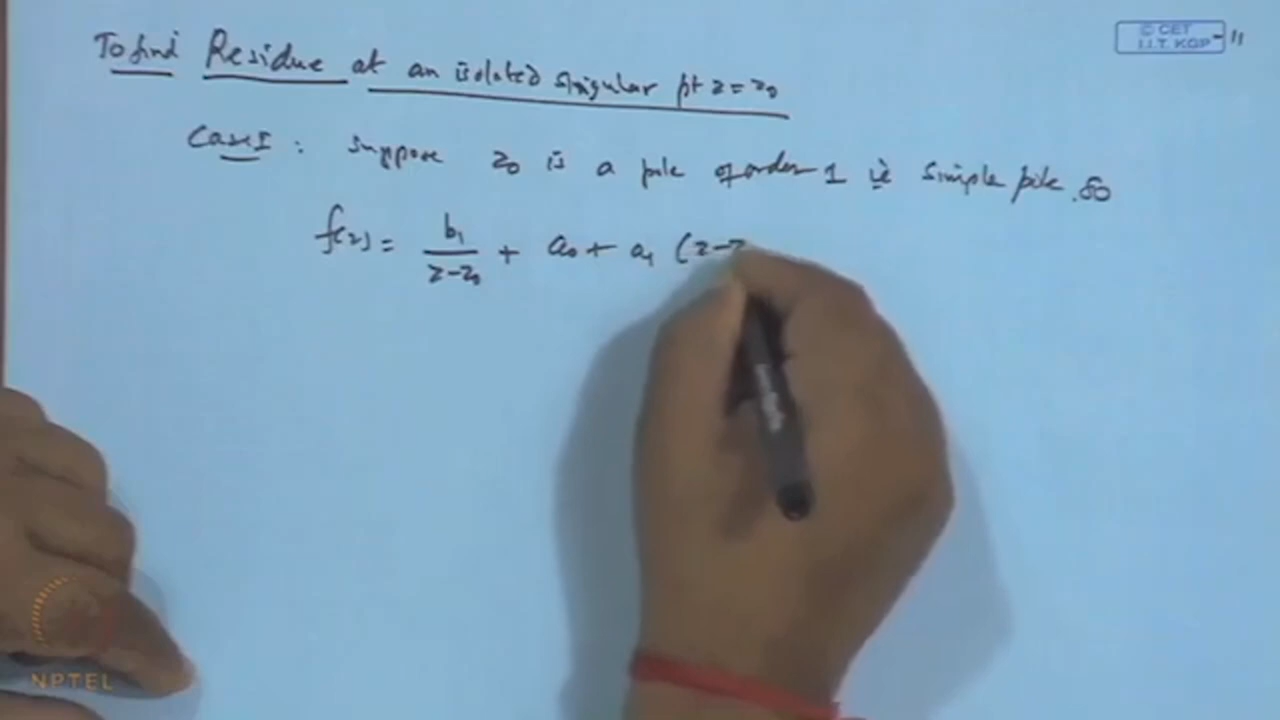 © CET
I.I.T. KGP
To find Residue at an isolated singular pt z = z₀
Case I : Suppose z₀ is a pole of order 1 ie simple pole. So
f(z) = b₁/(z-z₀) + a₀ + a₁ (z-z
NPTEL